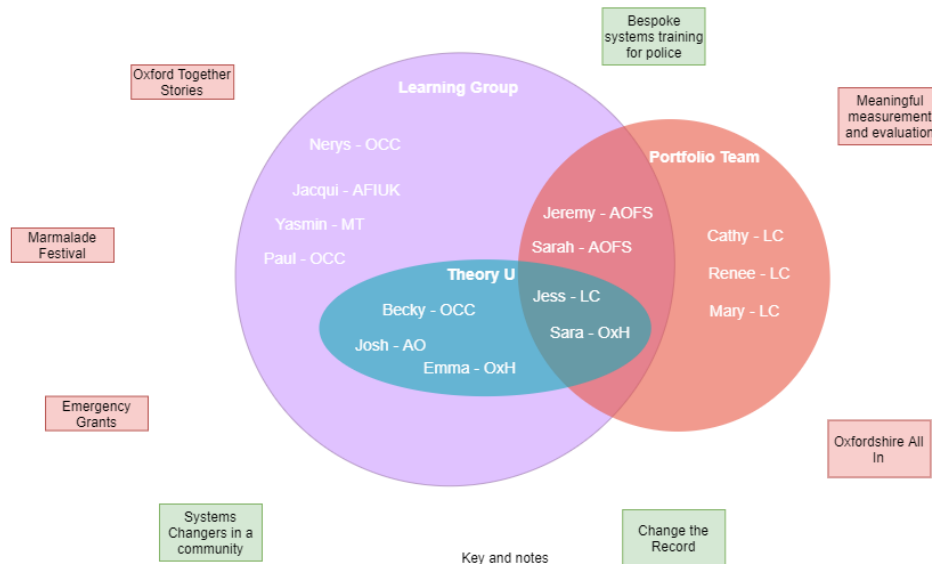 Bespoke
systems training
for police
Oxford Together
Stories
Learning Group
Meaningful
measurement
and evaluation
Nerys - OCC
Portfolio Team
Jacqui - AFIUK
Jeremy - AOFS
Yasmin - MT
Cathy - LC
Marmalade
Festival
Sarah - AOFS
Paul - OCC
Theory U
Renee - LC
Jess - LC
Becky - OCC
Mary - LC
Sara - OxH
Josh - AO
Emma - OxH
Emergency
Grants
Oxfordshire All
In
Systems
Changers in a
community
Change the
Record
Key and notes